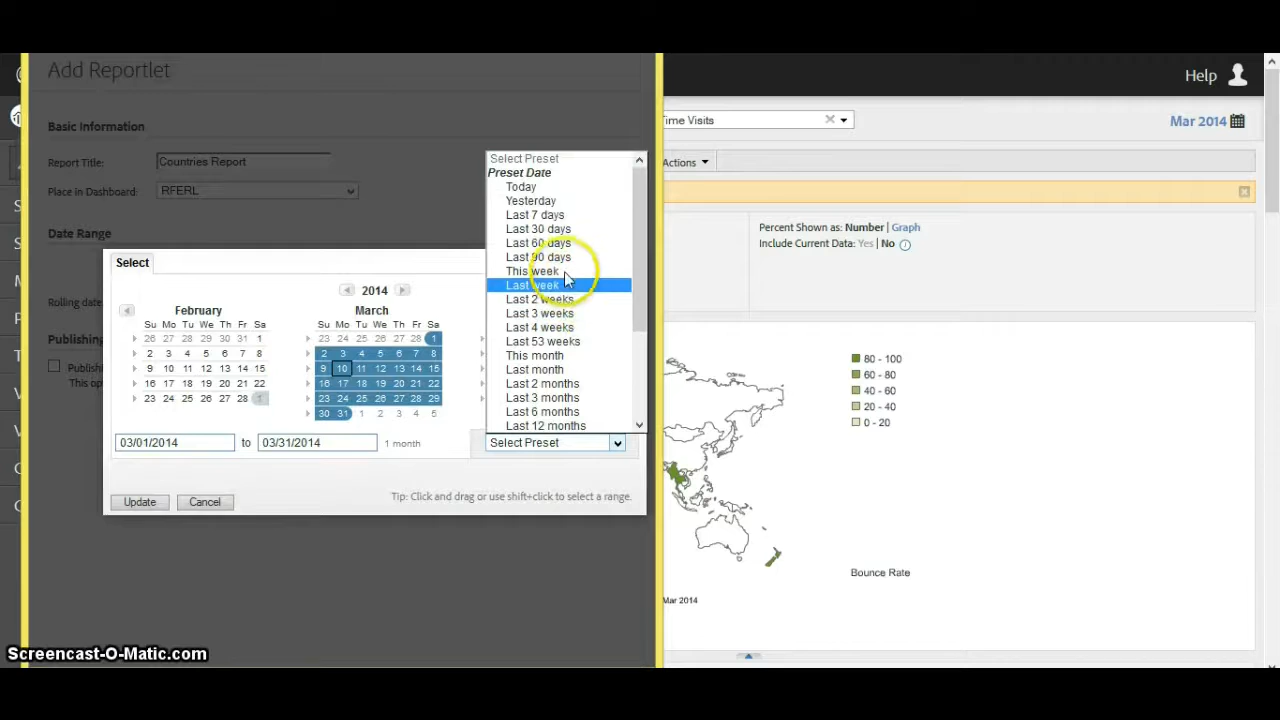 Add Reportlet
Help
Basic Information
Time Visits
Mar 2014
Report Title:
Countries Report
Place in Dashboard:
RFERL
Actions
Date Range
Rolling date
Publishing
Publishi
This op
Select Preset
Preset Date
Today
Yesterday
Last 7 days
Last 30 days
Last 60 days
Last 90 days
This week
Last week
Last 2 weeks
Last 3 weeks
Last 4 weeks
Last 53 weeks
This month
Last month
Last 2 months
Last 3 months
Last 6 months
Last 12 months
Select Preset
Percent Shown as: Number | Graph
Include Current Data: Yes | No
Select
2014
February
March
Su Mo Tu We Th Fr Sa
26 27 28 29 30 31 1
2 3 4 5 6 7 8
9 10 11 12 13 14 15
16 17 18 19 20 21 22
23 24 25 26 27 28 1
Su Mo Tu We Th Fr Sa
23 24 25 26 27 28 1
2 3 4 5 6 7 8
9 10 11 12 13 14 15
16 17 18 19 20 21 22
23 24 25 26 27 28 29
30 31 1 2 3 4 5
03/01/2014 to 03/31/2014 1 month
Tip: Click and drag or use shift+click to select a range.
Update
Cancel
80 - 100
60 - 80
40 - 60
20 - 40
0 - 20
Bounce Rate
Mar 2014
Screencast-O-Matic.com